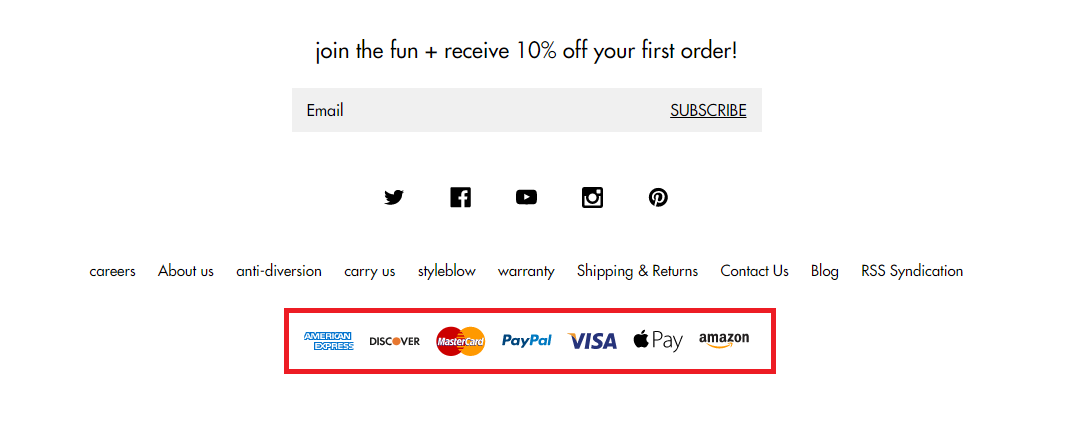 join the fun + receive 10% off your first order!
Email SUBSCRIBE
careers About us anti-diversion carry us styleblow warranty Shipping & Returns Contact Us Blog RSS Syndication
AMERICAN EXPRESS DISCOVER MasterCard PayPal VISA Pay amazon